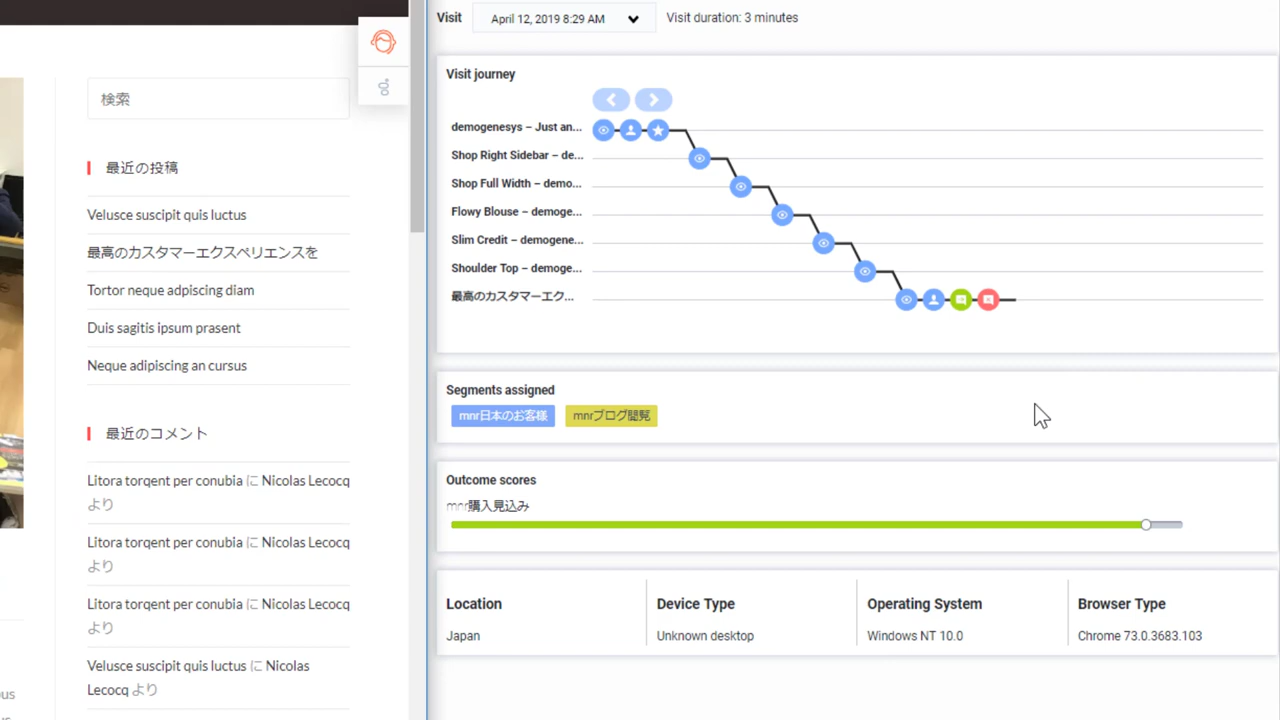 検索
最近の投稿
Velusce suscipit quis luctus
最高のカスタマーエクスペリエンスを
Tortor neque adpiscing diam
Duis sagitis ipsum prasent
Neque adipiscing an cursus
最近のコメント
Litora torqent per conubia に Nicolas Lecocq
より
Litora torqent per conubia に Nicolas Lecocq
より
Litora torqent per conubia に Nicolas Lecocq
より
Velusce suscipit quis luctus に Nicolas
Lecocq より
Visit
April 12, 2019 8:29 AM
Visit duration: 3 minutes
Visit journey
demogenesys – Just an...
Shop Right Sidebar – de...
Shop Full Width – demo...
Flowy Blouse – demoge...
Slim Credit – demogene...
Shoulder Top – demoge...
最高のカスタマーエク...
Segments assigned
mnr日本のお客様 mnrブログ閲覧
Outcome scores
mnr購入見込み
Location Device Type Operating System Browser Type
Japan Unknown desktop Windows NT 10.0 Chrome 73.0.3683.103